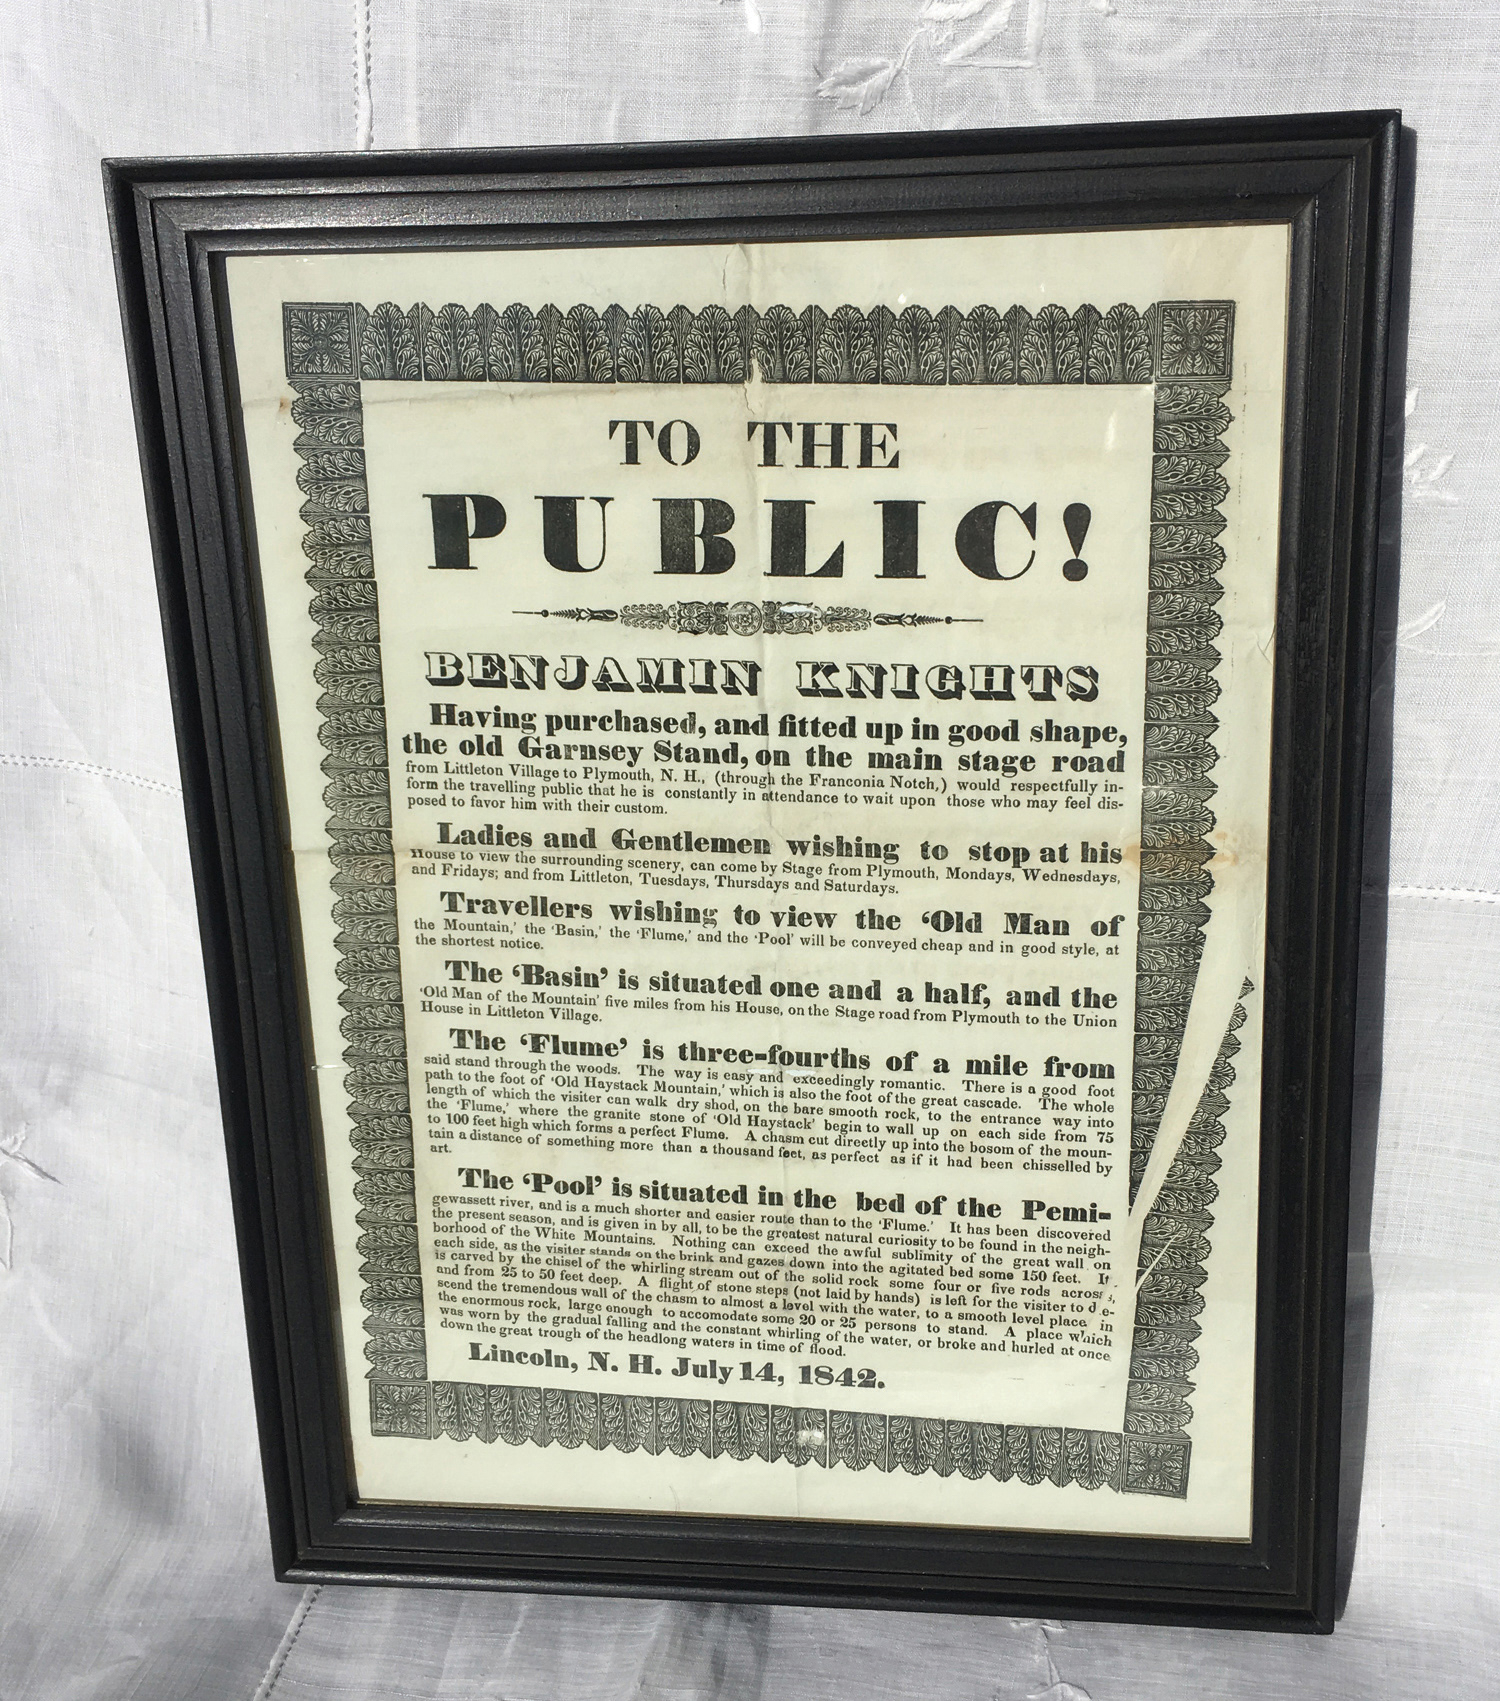 TO THE
PUBLIC!
BENJAMIN KNIGHTS
Having purchased, and fitted up in good shape,
the old Garnsey Stand, on the main stage road
from Littleton Village to Plymouth, N. H., (through the Franconia Notch,) would respectfully in-
form the travelling public that he is constantly in attendance to wait upon those who may feel dis-
posed to favor him with their custom.
Ladies and Gentlemen wishing to stop at his
House to view the surrounding scenery, can come by Stage from Plymouth, Mondays, Wednesdays,
and Fridays; and from Littleton, Tuesdays, Thursdays and Saturdays.
Travellers wishing to view the 'Old Man of
the Mountain,' the 'Basin,' the 'Flume,' and the 'Pool' will be conveyed cheap and in good style, at
the shortest notice.
The 'Basin' is situated one and a half, and the
'Old Man of the Mountain' five miles from his House, on the Stage road from Plymouth to the Union
House in Littleton Village.
The 'Flume' is three-fourths of a mile from
said stand through the woods. The way is easy and exceedingly romantic. There is a good foot
path to the foot of 'Old Haystack Mountain,' which is also the foot of the great cascade. The whole
length of which the visiter can walk dry shod, on the bare smooth rock, to the entrance way into
the 'Flume,' where the granite stone of 'Old Haystack' begin to wall up on each side from 75
to 100 feet high which forms a perfect Flume. A chasm cut directly up into the bosom of the moun-
tain a distance of something more than a thousand feet, as perfect as if it had been chisselled by
art.
The 'Pool' is situated in the bed of the Pemi-
gewassett river, and is a much shorter and easier route than to the 'Flume.' It has been discovered
the present season, and is given in by all, to be the greatest natural curiosity to be found in the neigh-
borhood of the White Mountains. Nothing can exceed the awful sublimity of the great wall on
each side, as the visiter stands on the brink and gazes down into the agitated bed some 150 feet. It
is carved by the chisel of the whirling stream out of the solid rock some four or five rods across,
and from 25 to 50 feet deep. A flight of stone steps (not laid by hands) is left for the visiter to de-
scend the tremendous wall of the chasm to almost a level with the water, to a smooth level place in
the enormous rock, large enough to accomodate some 20 or 25 persons to stand. A place which
was worn by the gradual falling and the constant whirling of the water, or broke and hurled at once
down the great trough of the headlong waters in time of flood.
Lincoln, N. H. July 14, 1842.